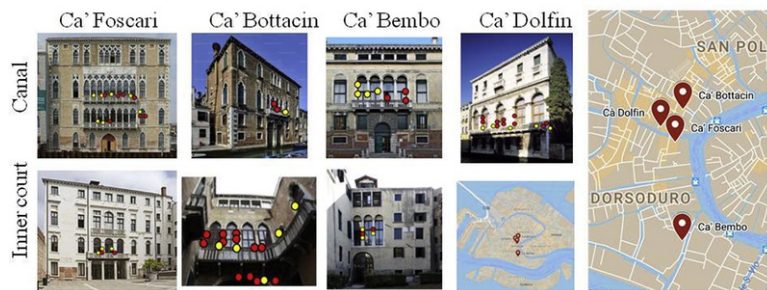 Ca' Foscari
Ca' Bottacin
Ca' Bembo
Ca' Dolfin
Canal
Inner court
SAN POL
Ca' Bottacin
Cà Dolfin
Ca' Foscari
DORSODURO
Ca' Bembo